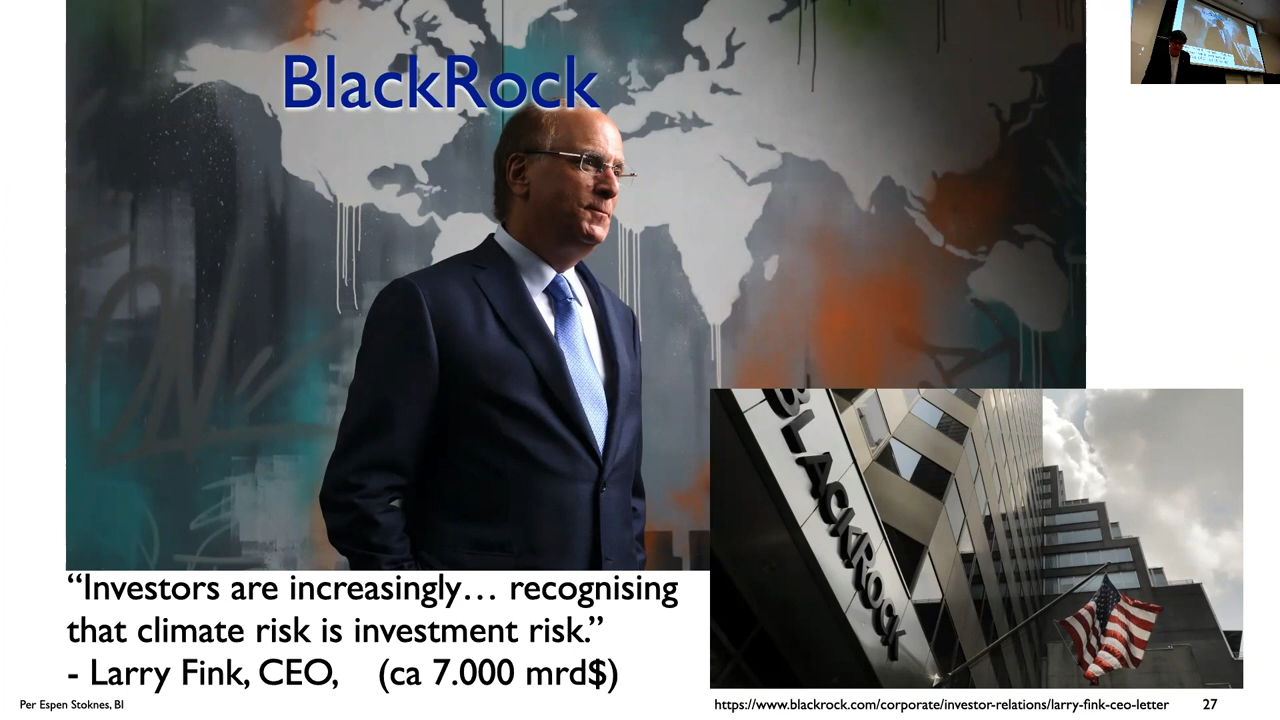 BlackRock
BLACKROCK
“Investors are increasingly… recognising
that climate risk is investment risk.”
- Larry Fink, CEO, (ca 7.000 mrd$)
Per Espen Stoknes, BI
https://www.blackrock.com/corporate/investor-relations/larry-fink-ceo-letter
27